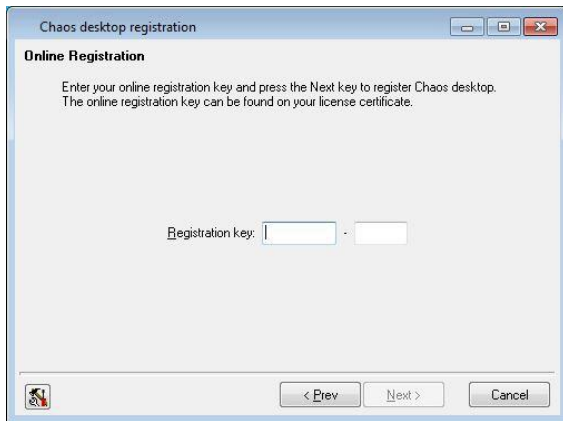 Chaos desktop registration
Online Registration
Enter your online registration key and press the Next key to register Chaos desktop.
The online registration key can be found on your license certificate.
Registration key: -
< Prev Next > Cancel